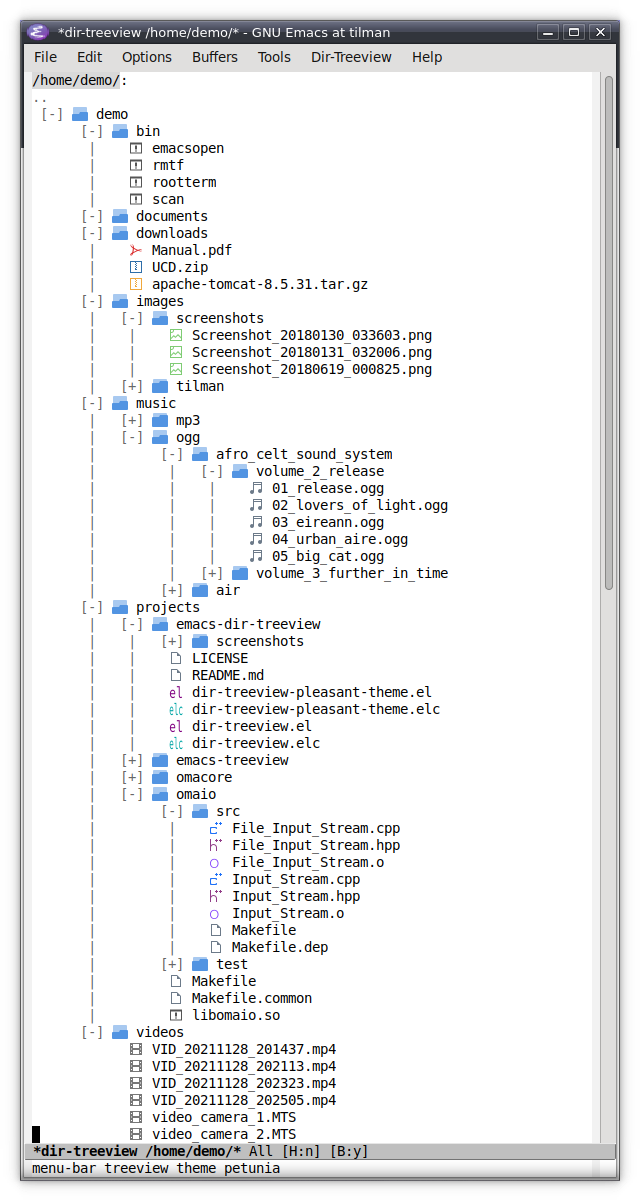 *dir-treeview /home/demo/* - GNU Emacs at tilman
File Edit Options Buffers Tools Dir-Treeview Help
/home/demo/:
..
[-] demo
[-] bin
emacsopen
rmtf
rootterm
scan
[-] documents
[-] downloads
Manual.pdf
UCD.zip
apache-tomcat-8.5.31.tar.gz
[-] images
[-] screenshots
Screenshot_20180130_033603.png
Screenshot_20180131_032006.png
Screenshot_20180619_000825.png
[+] tilman
[-] music
[+] mp3
[-] ogg
[-] afro_celt_sound_system
[-] volume_2_release
01_release.ogg
02_lovers_of_light.ogg
03_eireann.ogg
04_urban_aire.ogg
05_big_cat.ogg
[+] volume_3_further_in_time
[+] air
[-] projects
[-] emacs-dir-treeview
[+] screenshots
LICENSE
README.md
el dir-treeview-pleasant-theme.el
elc dir-treeview-pleasant-theme.elc
el dir-treeview.el
elc dir-treeview.elc
[+] emacs-treeview
[+] omacore
[-] omaio
[-] src
File_Input_Stream.cpp
File_Input_Stream.hpp
File_Input_Stream.o
Input_Stream.cpp
Input_Stream.hpp
Input_Stream.o
Makefile
Makefile.dep
[+] test
Makefile
Makefile.common
libomaio.so
[-] videos
VID_20211128_201437.mp4
VID_20211128_202113.mp4
VID_20211128_202323.mp4
VID_20211128_202505.mp4
video_camera_1.MTS
video_camera_2.MTS
*dir-treeview /home/demo/* All [H:n] [B:y]
menu-bar treeview theme petunia